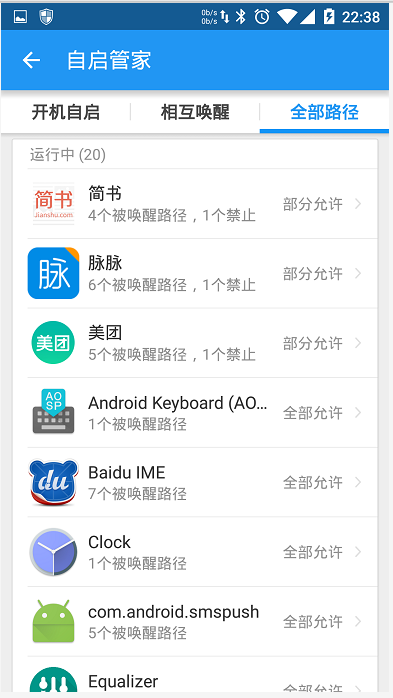 0b/s
0b/s
22:38
自启管家
开机自启
相互唤醒
全部路径
运行中 (20)
简书
Jianshu.com
简书
4个被唤醒路径，1个禁止
部分允许
脉
脉脉
6个被唤醒路径，1个禁止
部分允许
美团
美团
5个被唤醒路径，1个禁止
部分允许
AO
SP
Android Keyboard (AO...
1个被唤醒路径
全部允许
du
Baidu IME
7个被唤醒路径
全部允许
Clock
1个被唤醒路径
全部允许
com.android.smspush
5个被唤醒路径
全部允许
Equalizer
全部允许